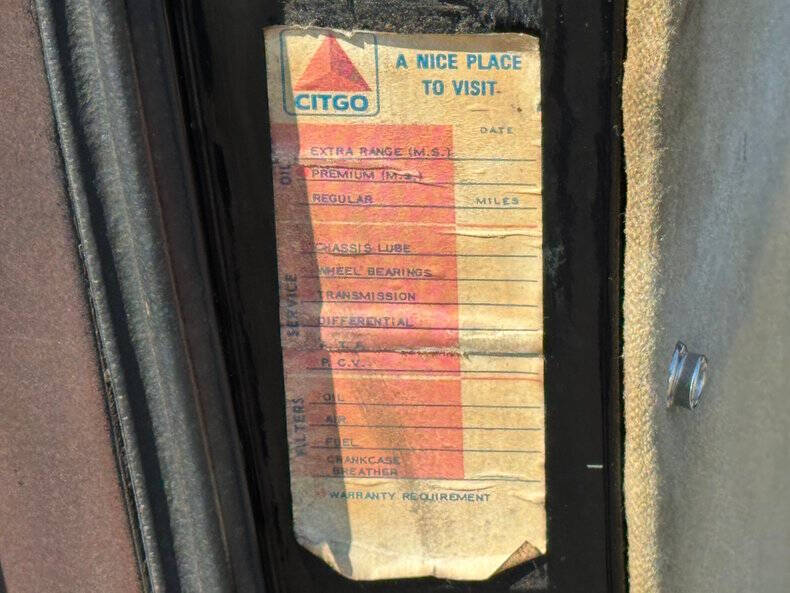 CITGO
A NICE PLACE
TO VISIT
DATE
OIL
EXTRA RANGE (M.S.)
PREMIUM (M.S.)
REGULAR
MILES
SERVICE
CHASSIS LUBE
WHEEL BEARINGS
TRANSMISSION
DIFFERENTIAL
P. C. V.
FILTERS
OIL
AIR
FUEL
CRANKCASE
BREATHER
WARRANTY REQUIREMENT